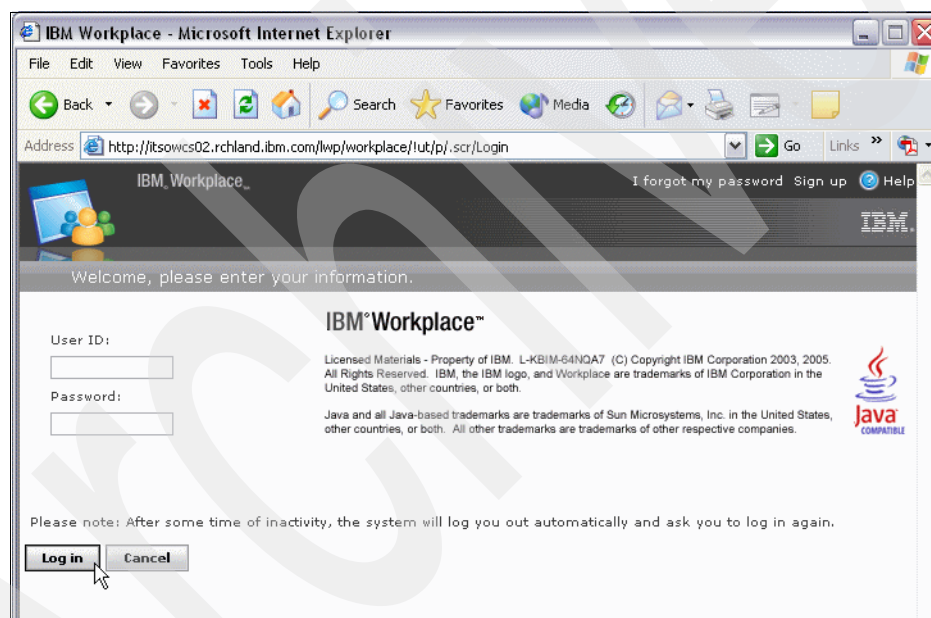 IBM Workplace - Microsoft Internet Explorer
File Edit View Favorites Tools Help
Back Search Favorites Media
Address http://itsowcs02.rchland.ibm.com/lwp/workplace/!ut/p/.scr/Login Go Links »
IBM® Workplace™ I forgot my password Sign up ? Help
IBM.
Welcome, please enter your information.
IBM® Workplace™
User ID:
Licensed Materials - Property of IBM. L-KBIM-64NQA7 (C) Copyright IBM Corporation 2003, 2005.
All Rights Reserved. IBM, the IBM logo, and Workplace are trademarks of IBM Corporation in the
United States, other countries, or both.
Password:
Java and all Java-based trademarks are trademarks of Sun Microsystems, Inc. in the United States,
other countries, or both. All other trademarks are trademarks of other respective companies.
Java
COMPATIBLE
Please note: After some time of inactivity, the system will log you out automatically and ask you to log in again.
Log in Cancel